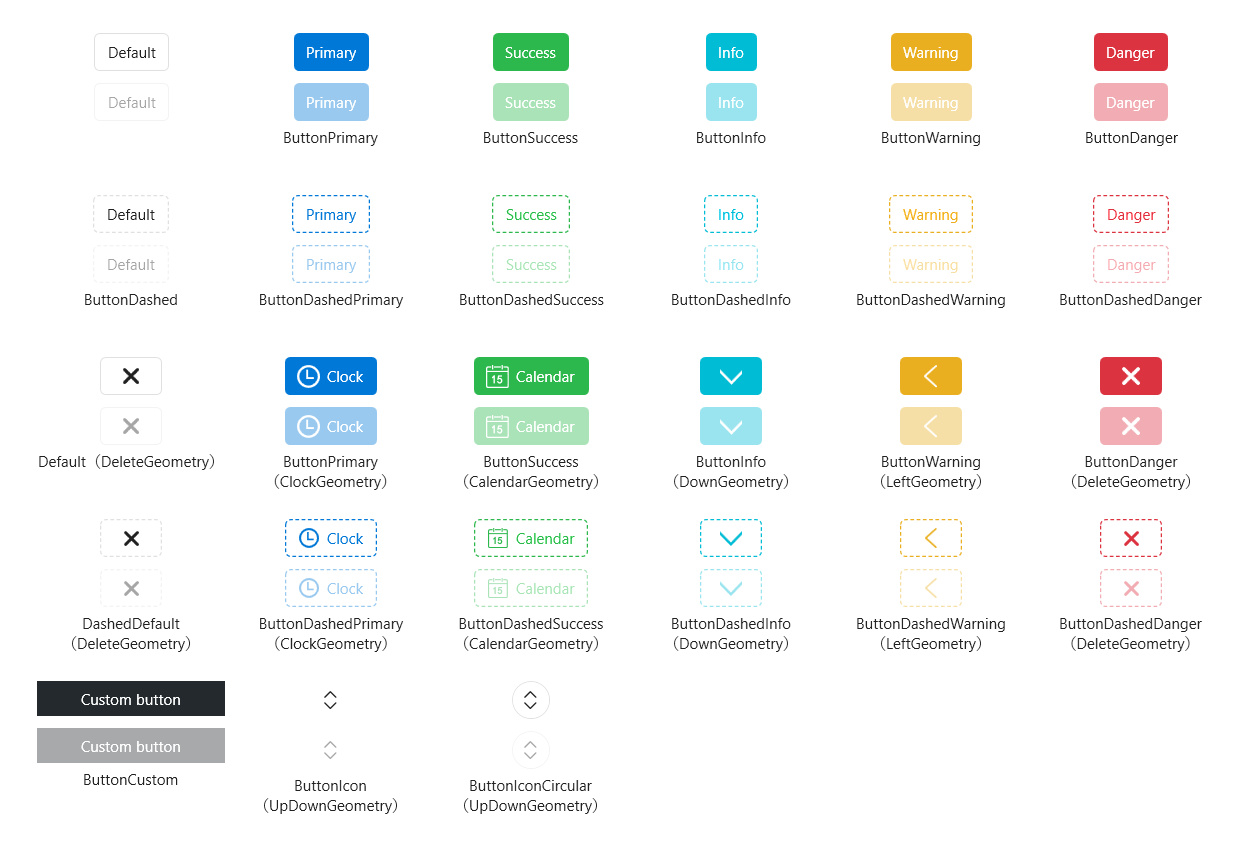 Default Primary Success Info Warning Danger
Default Primary Success Info Warning Danger
ButtonPrimary ButtonSuccess ButtonInfo ButtonWarning ButtonDanger
Default Primary Success Info Warning Danger
Default Primary Success Info Warning Danger
ButtonDashed ButtonDashedPrimary ButtonDashedSuccess ButtonDashedInfo ButtonDashedWarning ButtonDashedDanger
Clock 15 Calendar
Clock 15 Calendar
Default（DeleteGeometry） ButtonPrimary ButtonSuccess ButtonInfo ButtonWarning ButtonDanger
（ClockGeometry） （CalendarGeometry） （DownGeometry） （LeftGeometry） （DeleteGeometry）
Clock 15 Calendar
Clock 15 Calendar
DashedDefault ButtonDashedPrimary ButtonDashedSuccess ButtonDashedInfo ButtonDashedWarning ButtonDashedDanger
（DeleteGeometry） （ClockGeometry） （CalendarGeometry） （DownGeometry） （LeftGeometry） （DeleteGeometry）
Custom button
Custom button
ButtonCustom ButtonIcon ButtonIconCircular
（UpDownGeometry） （UpDownGeometry）